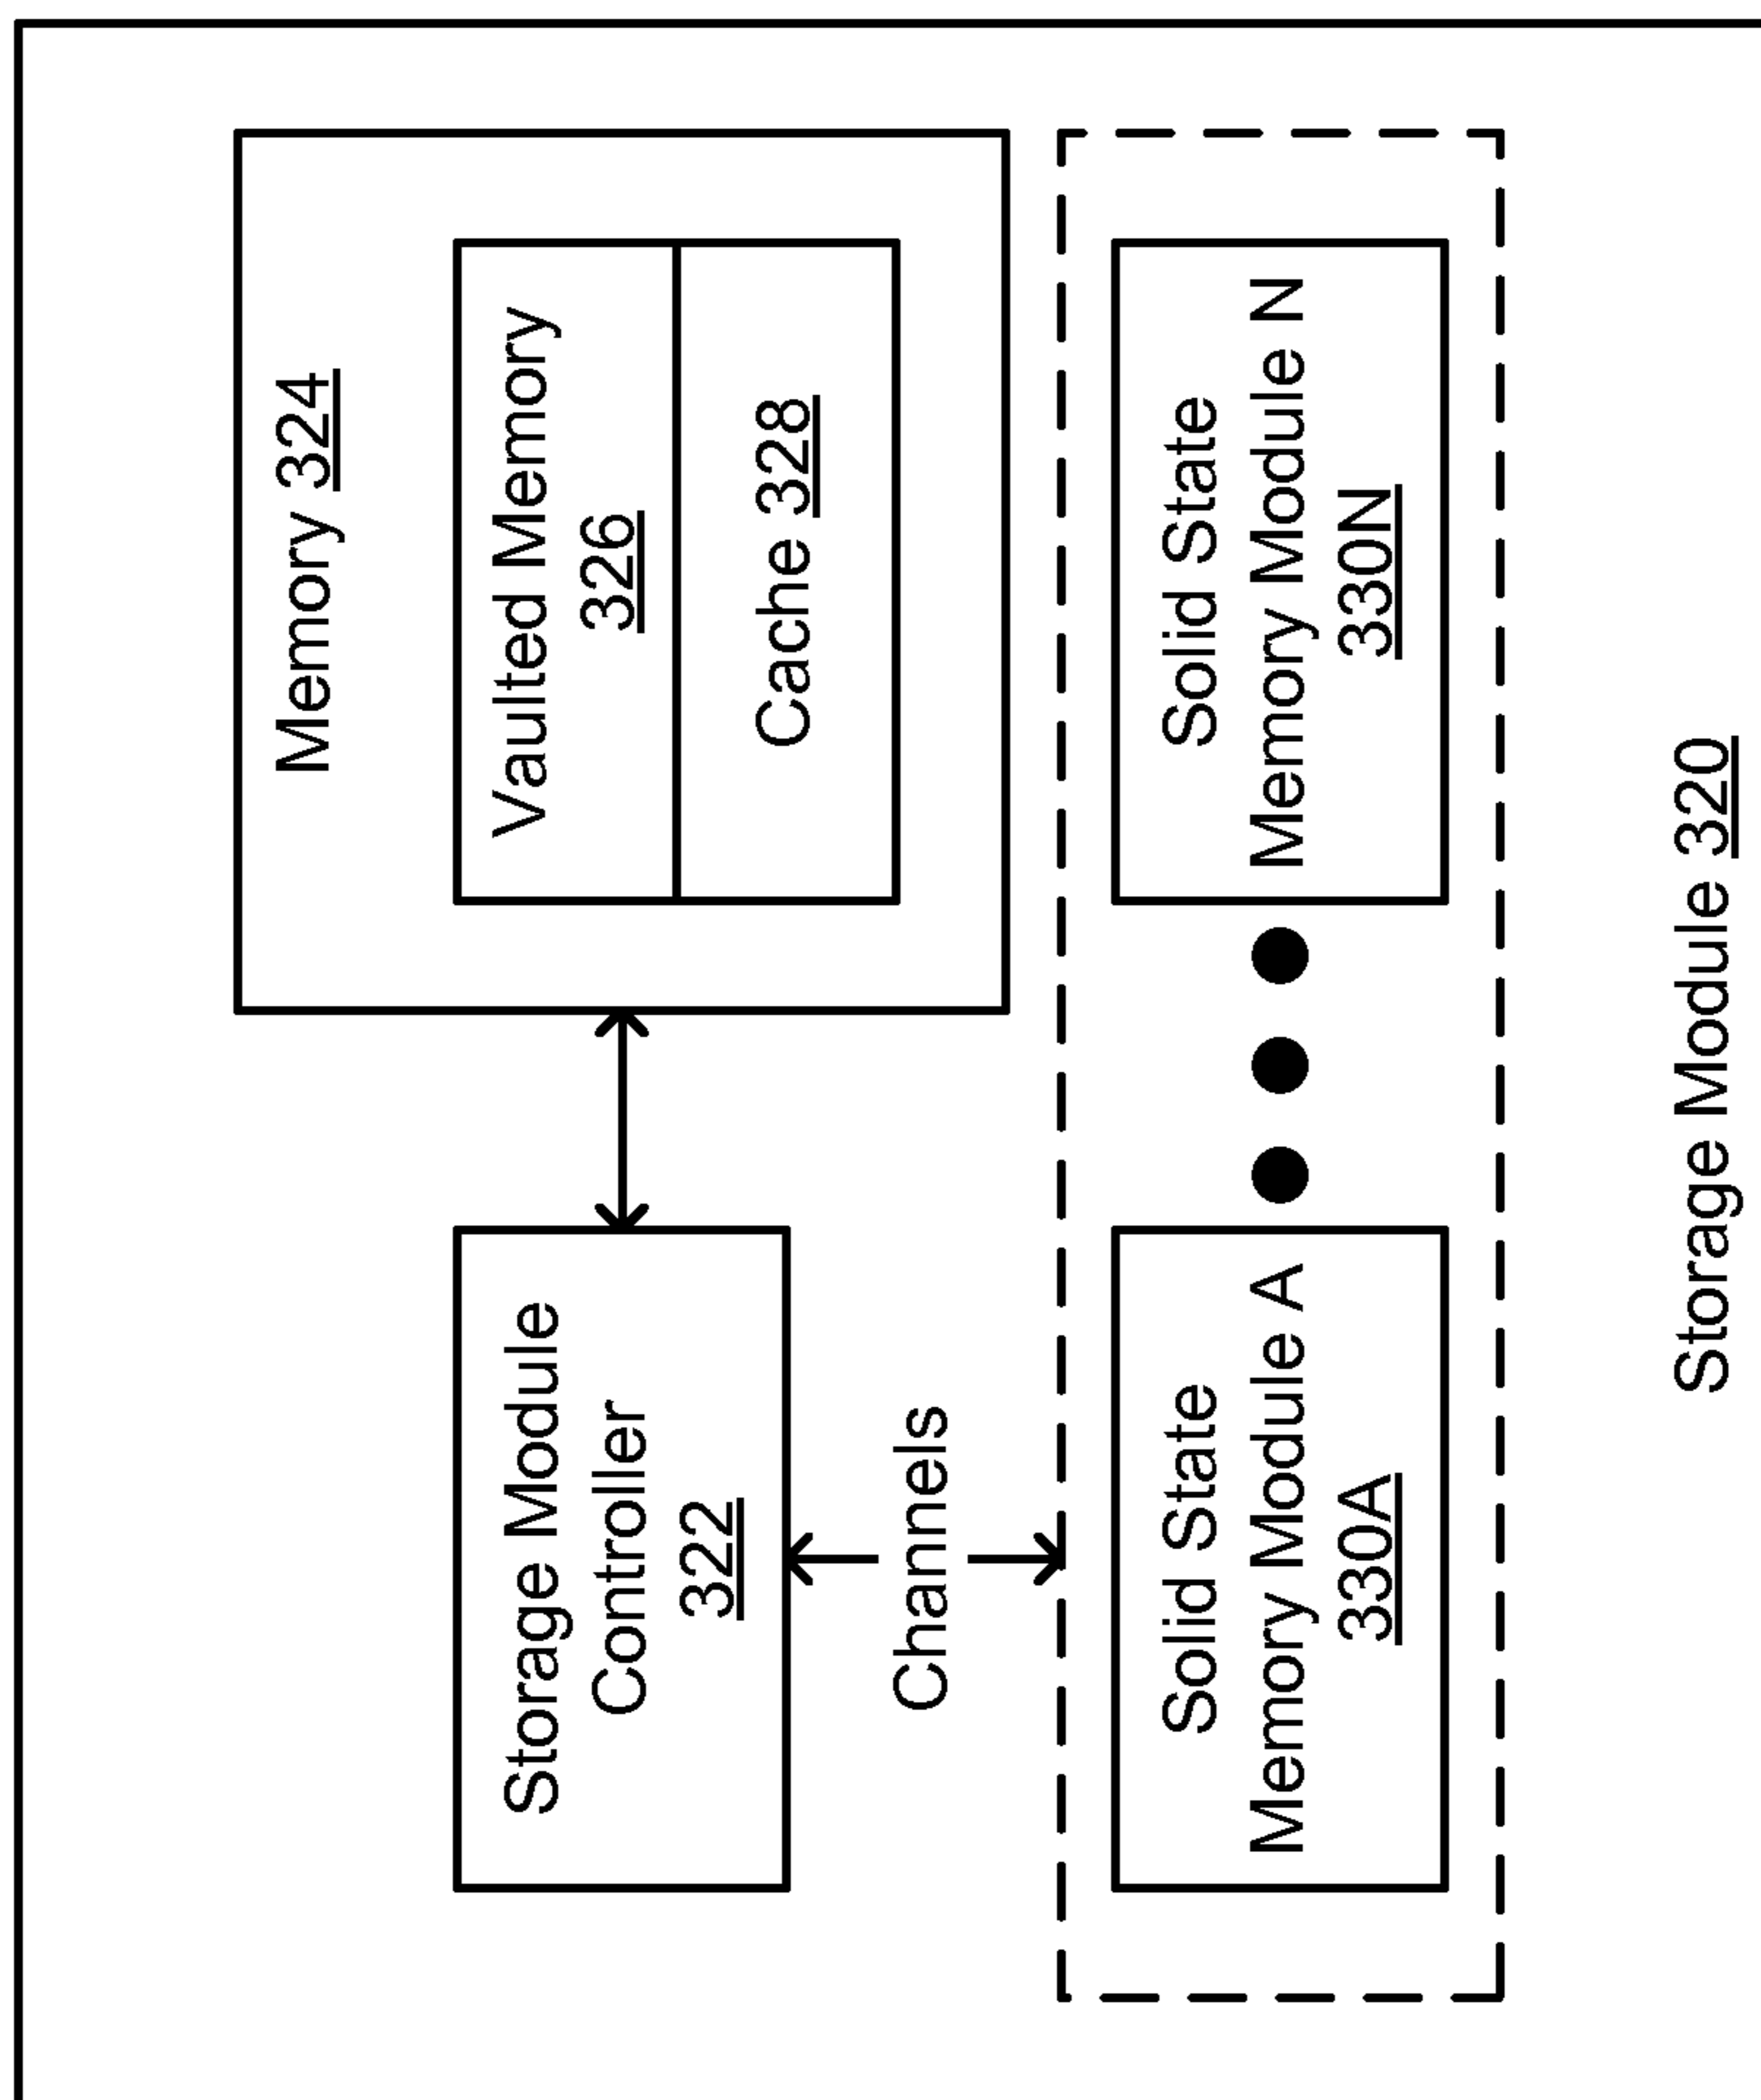 Storage Module
Controller
322
Memory 324
Vaulted Memory
326
Cache 328
Channels
Solid State
Memory Module A
330A
Solid State
Memory Module N
330N
Storage Module 320